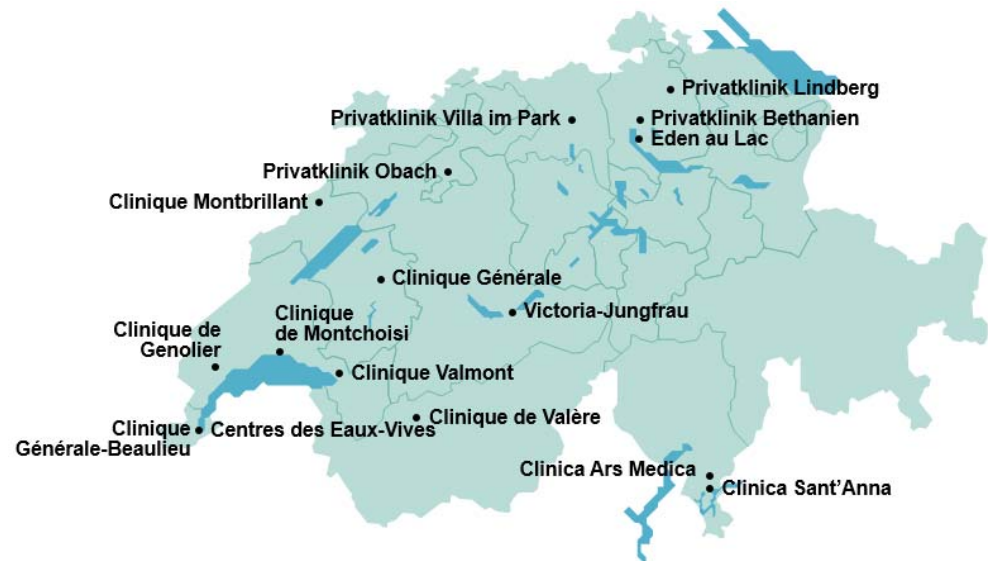 Privatklinik Lindberg
Privatklinik Villa im Park
Privatklinik Bethanien
Eden au Lac
Privatklinik Obach
Clinique Montbrillant
Clinique Générale
Victoria-Jungfrau
Clinique
de Montchoisi
Clinique de
Genolier
Clinique Valmont
Clinique de Valère
Clinique
Générale-Beaulieu
Centres des Eaux-Vives
Clinica Ars Medica
Clinica Sant’Anna